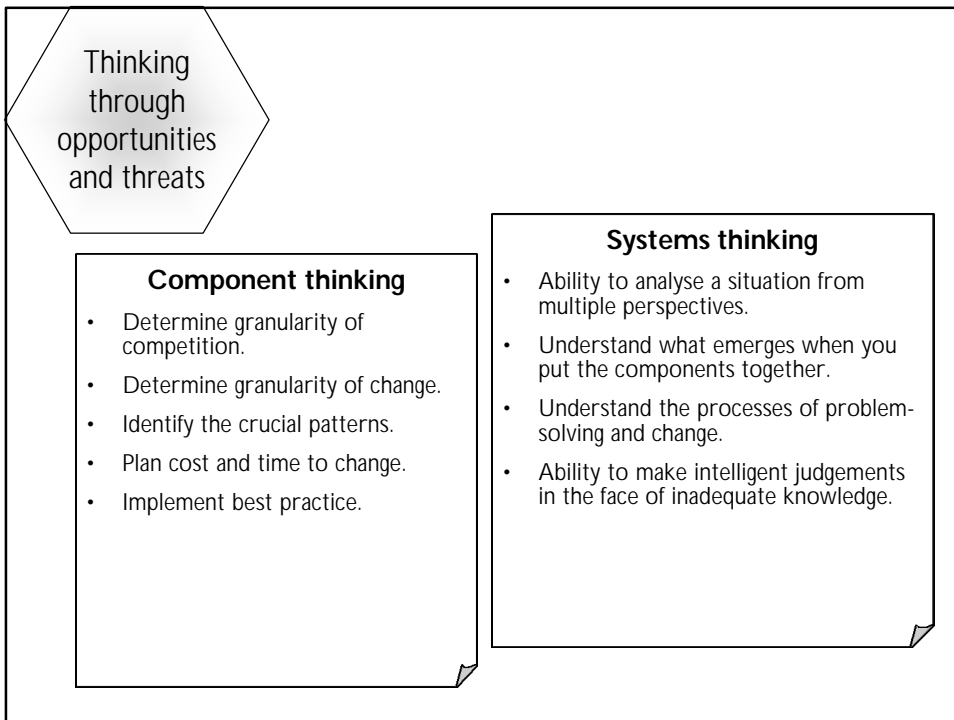 Thinking
through
opportunities
and threats
Component thinking
• Determine granularity of
competition.
• Determine granularity of change.
• Identify the crucial patterns.
• Plan cost and time to change.
• Implement best practice.
Systems thinking
• Ability to analyse a situation from
multiple perspectives.
• Understand what emerges when you
put the components together.
• Understand the processes of problem-
solving and change.
• Ability to make intelligent judgements
in the face of inadequate knowledge.